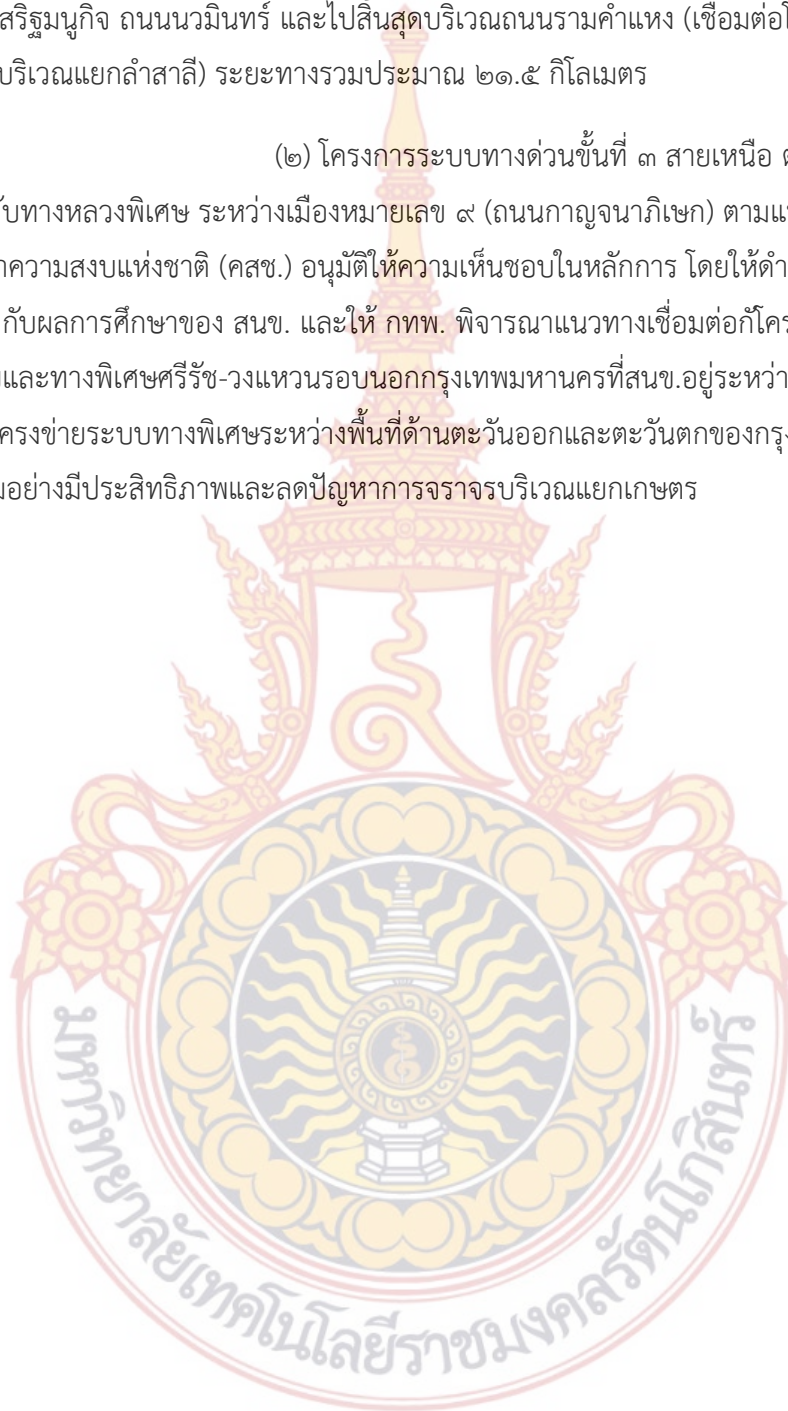 สริฐมนูกิจ ถนนนวมินทร์ และไปสิ้นสุดบริเวณถนนรามคำแหง (เชื่อมต่อ
บริเวณแยกลำสาลี) ระยะทางรวมประมาณ ๒๑.๕ กิโลเมตร
(๒) โครงการระบบทางด่วนขั้นที่ ๓ สายเหนือ
ับทางหลวงพิเศษ ระหว่างเมืองหมายเลข ๙ (ถนนกาญจนาภิเษก) ตามแ
าความสงบแห่งชาติ (คสช.) อนุมัติให้ความเห็นชอบในหลักการ โดยให้ดำ
กับผลการศึกษาของ สนข. และให้ กทพ. พิจารณาแนวทางเชื่อมต่อกัโคร
และทางพิเศษศรีรัช-วงแหวนรอบนอกกรุงเทพมหานครที่สนข.อยู่ระหว่า
ครงข่ายระบบทางพิเศษระหว่างพื้นที่ด้านตะวันออกและตะวันตกของกรุง
อย่างมีประสิทธิภาพและลดปัญหาการจราจรบริเวณแยกเกษตร
มหาวิทยาลัยเทคโนโลยีราชมงคลรัตนโกสินทร์